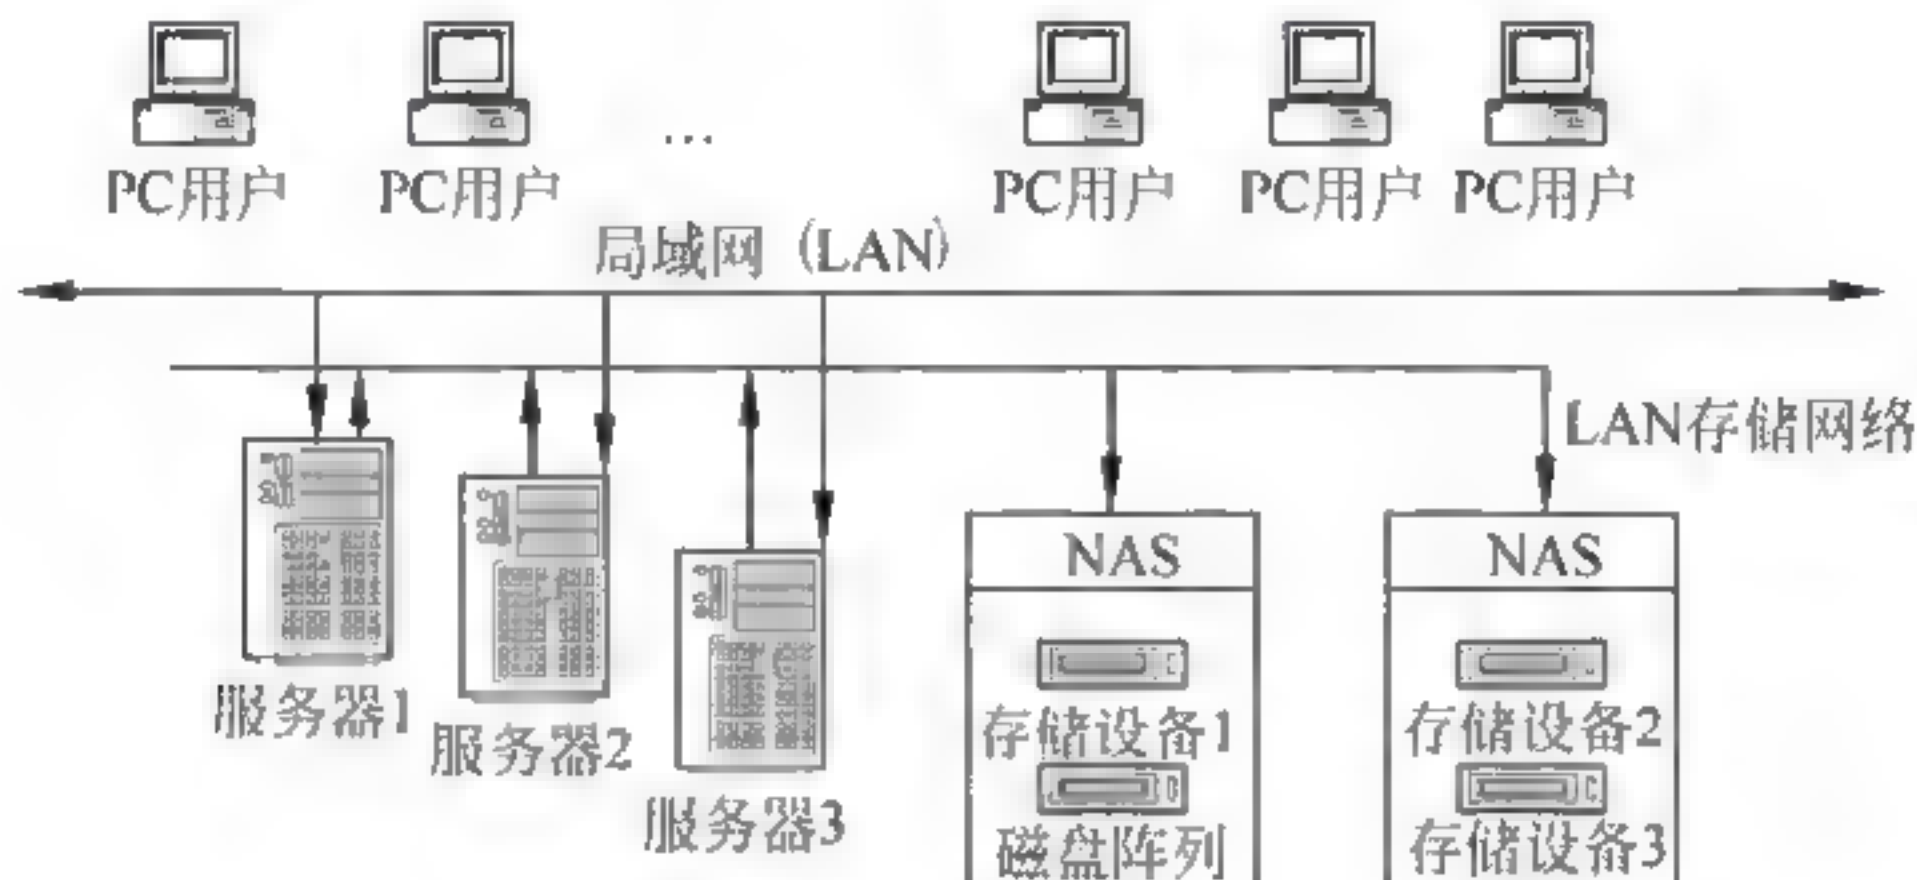 PC用户
PC用户
…
PC用户
PC用户
PC用户
局域网 (LAN)
LAN存储网络
NAS
NAS
存储设备1
存储设备2
服务器1
服务器2
服务器3
磁盘阵列
存储设备3